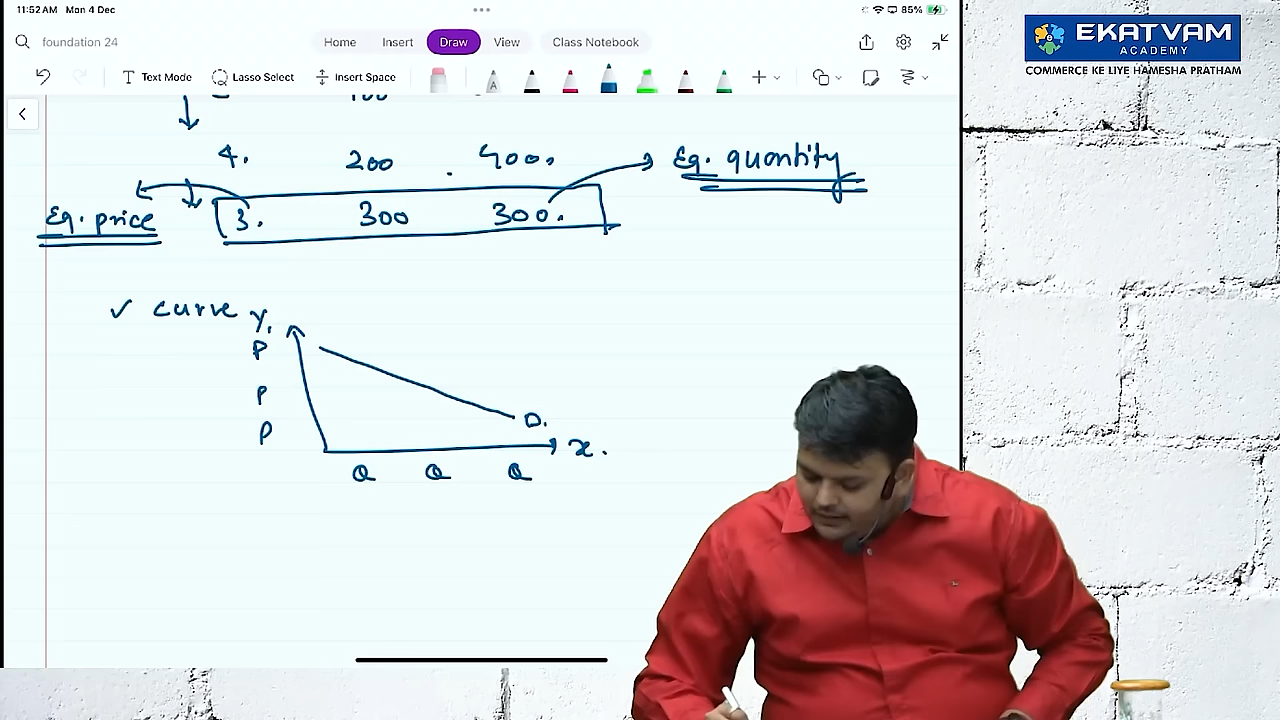 11:52 AM Mon 4 Dec
85%
foundation 24
Home Insert Draw View Class Notebook
Text Mode Lasso Select Insert Space
EKATVAM
ACADEMY
COMMERCE KE LIYE HAMESHA PRATHAM
4. 200 400. Eq. quantity
Eq. price 3. 300 300.
✓ curve Y.
P
P
P
D.
x.
Q Q Q